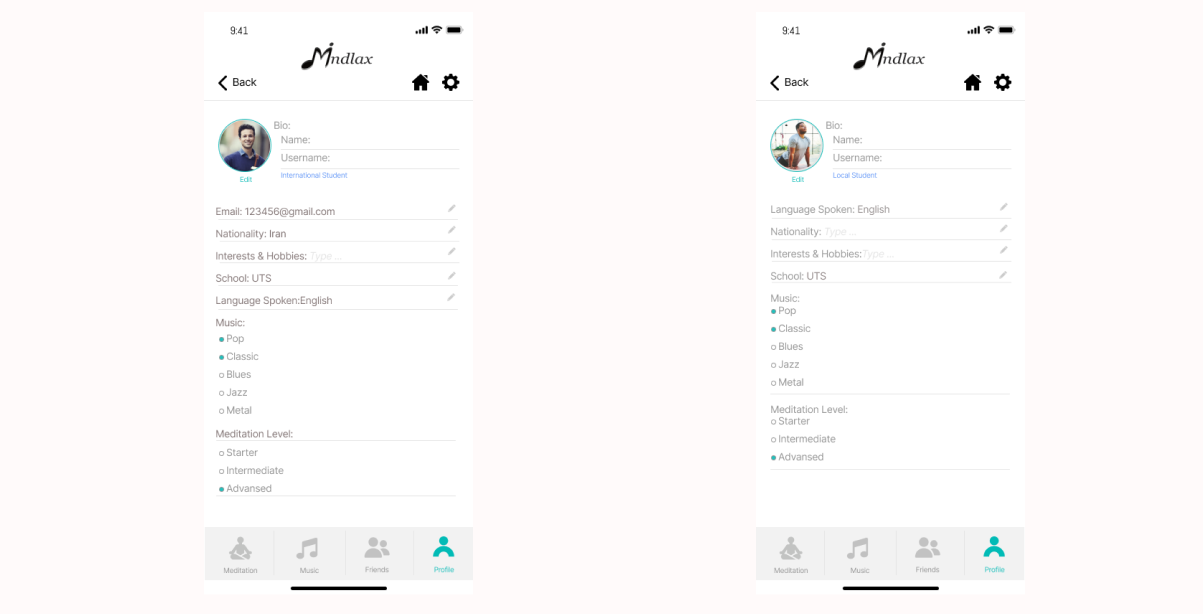 9:41
Mindlax
Back
Bio:
Name:
Username:
Edit
International Student
Email: 123456@gmail.com
Nationality: Iran
Interests & Hobbies: Type ...
School: UTS
Language Spoken:English
Music:
Pop
Classic
Blues
Jazz
Metal
Meditation Level:
Starter
Intermediate
Advansed
Meditation
Music
Friends
Profile
9:41
Mindlax
Back
Bio:
Name:
Username:
Edit
Local Student
Language Spoken: English
Nationality: Type ...
Interests & Hobbies:Type ...
School: UTS
Music:
Pop
Classic
Blues
Jazz
Metal
Meditation Level:
Starter
Intermediate
Advansed
Meditation
Music
Friends
Profile